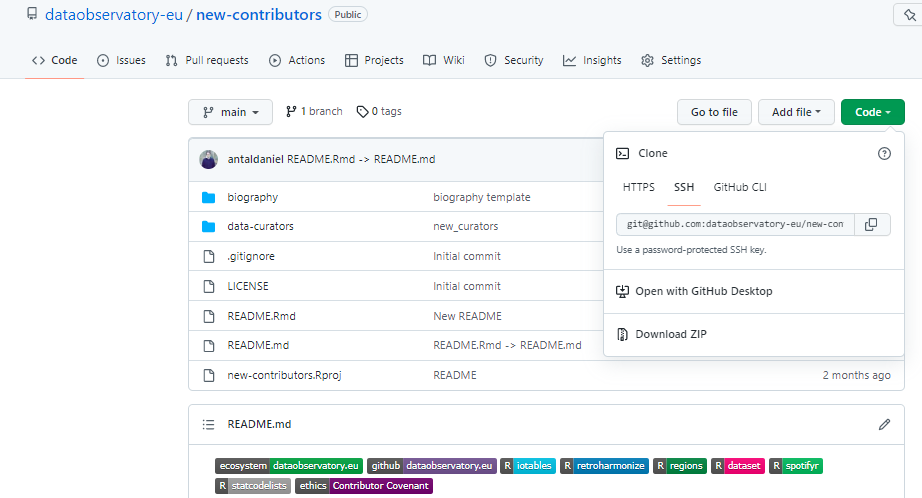 dataobservatory-eu / new-contributors Public
Code Issues Pull requests Actions Projects Wiki Security Insights Settings
main 1 branch 0 tags Go to file Add file Code
antaldaniel README.Rmd -> README.md
Clone
HTTPS SSH GitHub CLI
biography biography template
git@github.com:dataobservatory-eu/new-con
data-curators new_curators
Use a password-protected SSH key.
.gitignore Initial commit
LICENSE Initial commit
Open with GitHub Desktop
README.Rmd New README
Download ZIP
README.md README.Rmd -> README.md
new-contributors.Rproj README 2 months ago
README.md
ecosystem dataobservatory.eu github dataobservatory.eu R iotables R retroharmonize R regions R dataset R spotifyr
R statcodelists ethics Contributor Covenant